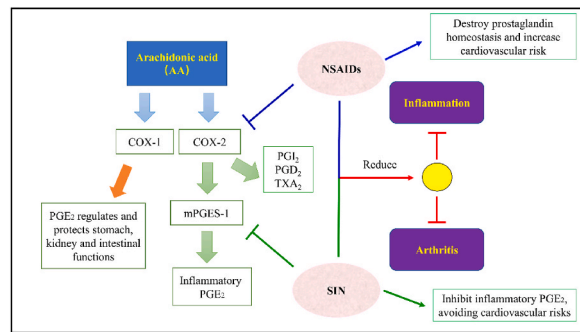 Destroy prostaglandin
homeostasis and increase
cardiovascular risk
Arachidonic acid
(AA)
NSAIDs
Inflammation
COX-1
COX-2
PGI₂
PGD₂
TXA₂
Reduce
PGE₂ regulates and
protects stomach,
kidney and intestinal
functions
mPGES-1
Arthritis
Inflammatory
PGE₂
SIN
Inhibit inflammatory PGE₂,
avoiding cardiovascular risks